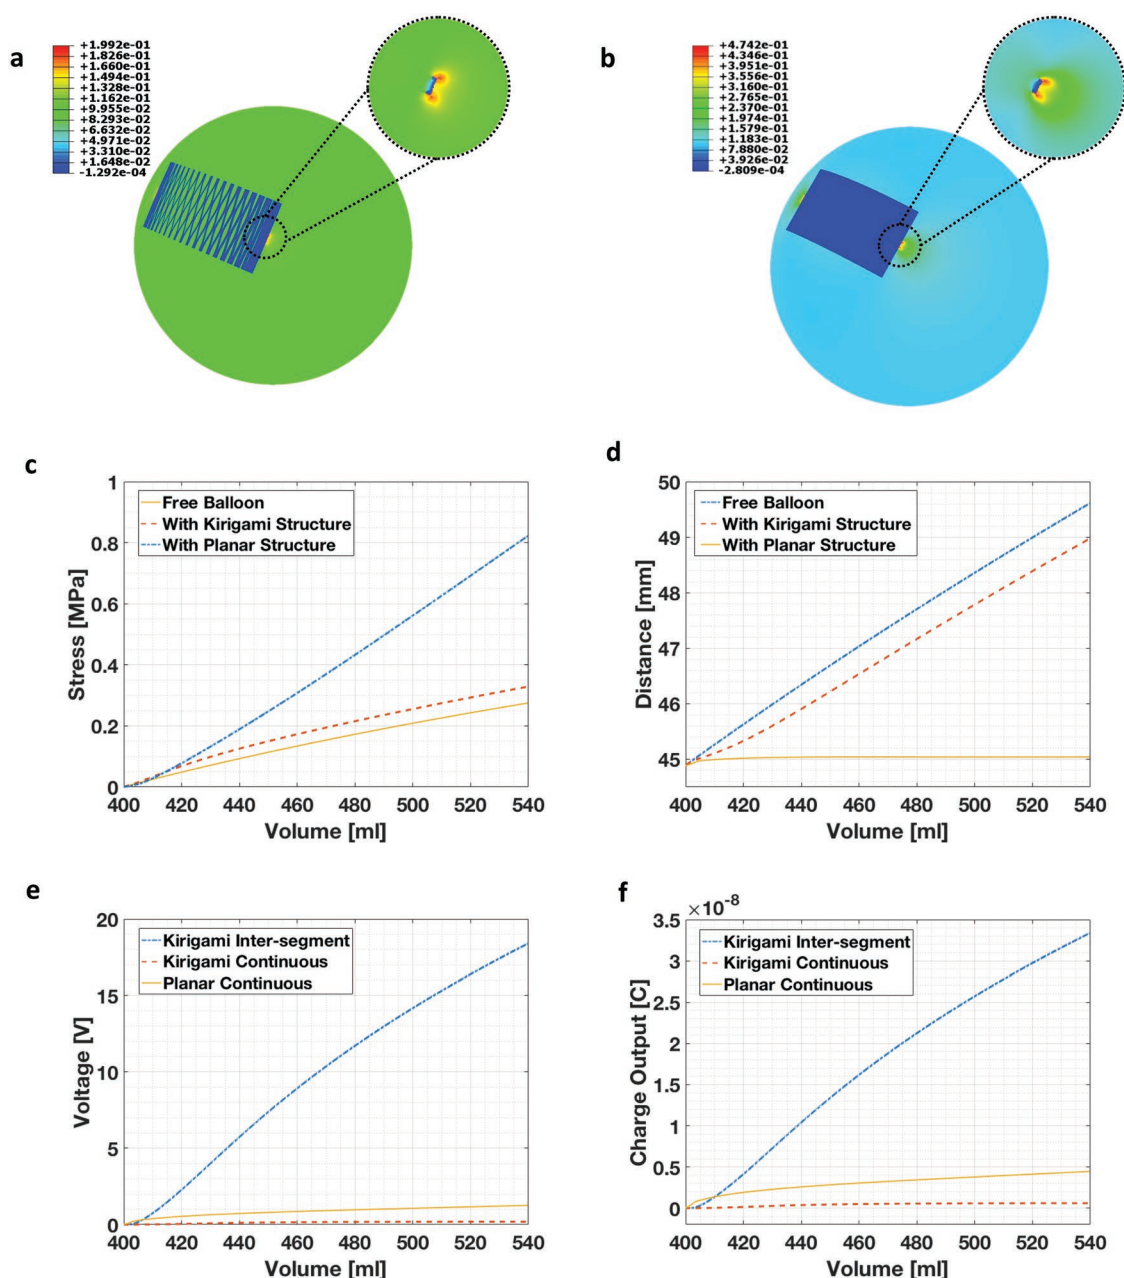 a
+1.992e-01
+1.826e-01
+1.660e-01
+1.494e-01
+1.328e-01
+1.162e-01
+9.955e-02
+8.293e-02
+6.632e-02
+4.971e-02
+3.310e-02
+1.648e-02
-1.292e-04
b
+4.742e-01
+4.346e-01
+3.951e-01
+3.556e-01
+3.160e-01
+2.765e-01
+2.370e-01
+1.974e-01
+1.579e-01
+1.183e-01
+7.880e-02
+3.926e-02
-2.809e-04
c
Stress [MPa]
1
0.8
0.6
0.4
0.2
0
Free Balloon
With Kirigami Structure
With Planar Structure
400 420 440 460 480 500 520 540
Volume [ml]
d
Distance [mm]
50
49
48
47
46
45
Free Balloon
With Kirigami Structure
With Planar Structure
400 420 440 460 480 500 520 540
Volume [ml]
e
Voltage [V]
20
15
10
5
0
Kirigami Inter-segment
Kirigami Continuous
Planar Continuous
400 420 440 460 480 500 520 540
Volume [ml]
f
×10-8
Charge Output [C]
3.5
3
2.5
2
1.5
1
0.5
0
Kirigami Inter-segment
Kirigami Continuous
Planar Continuous
400 420 440 460 480 500 520 540
Volume [ml]